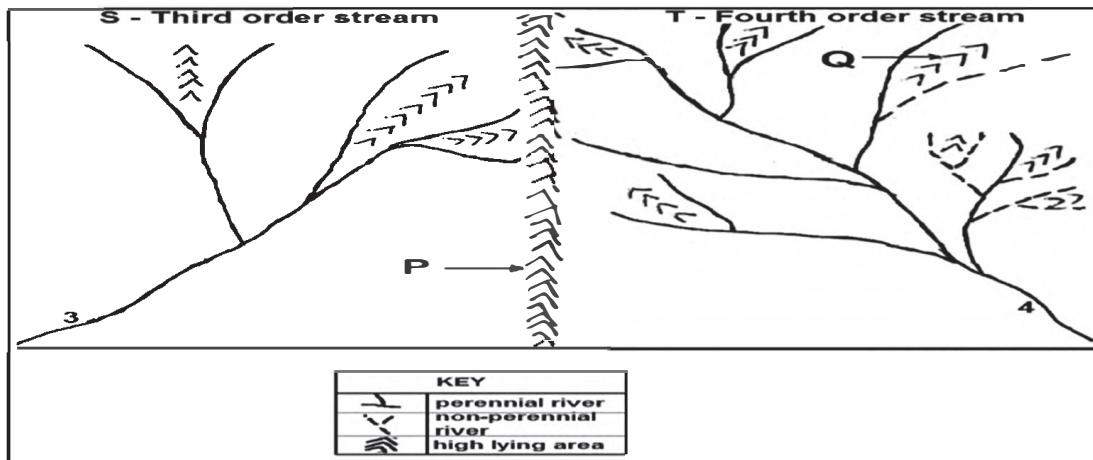 S - Third order stream
T - Fourth order stream
Q
P
3
4
KEY
perennial river
non-perennial
river
high lying area